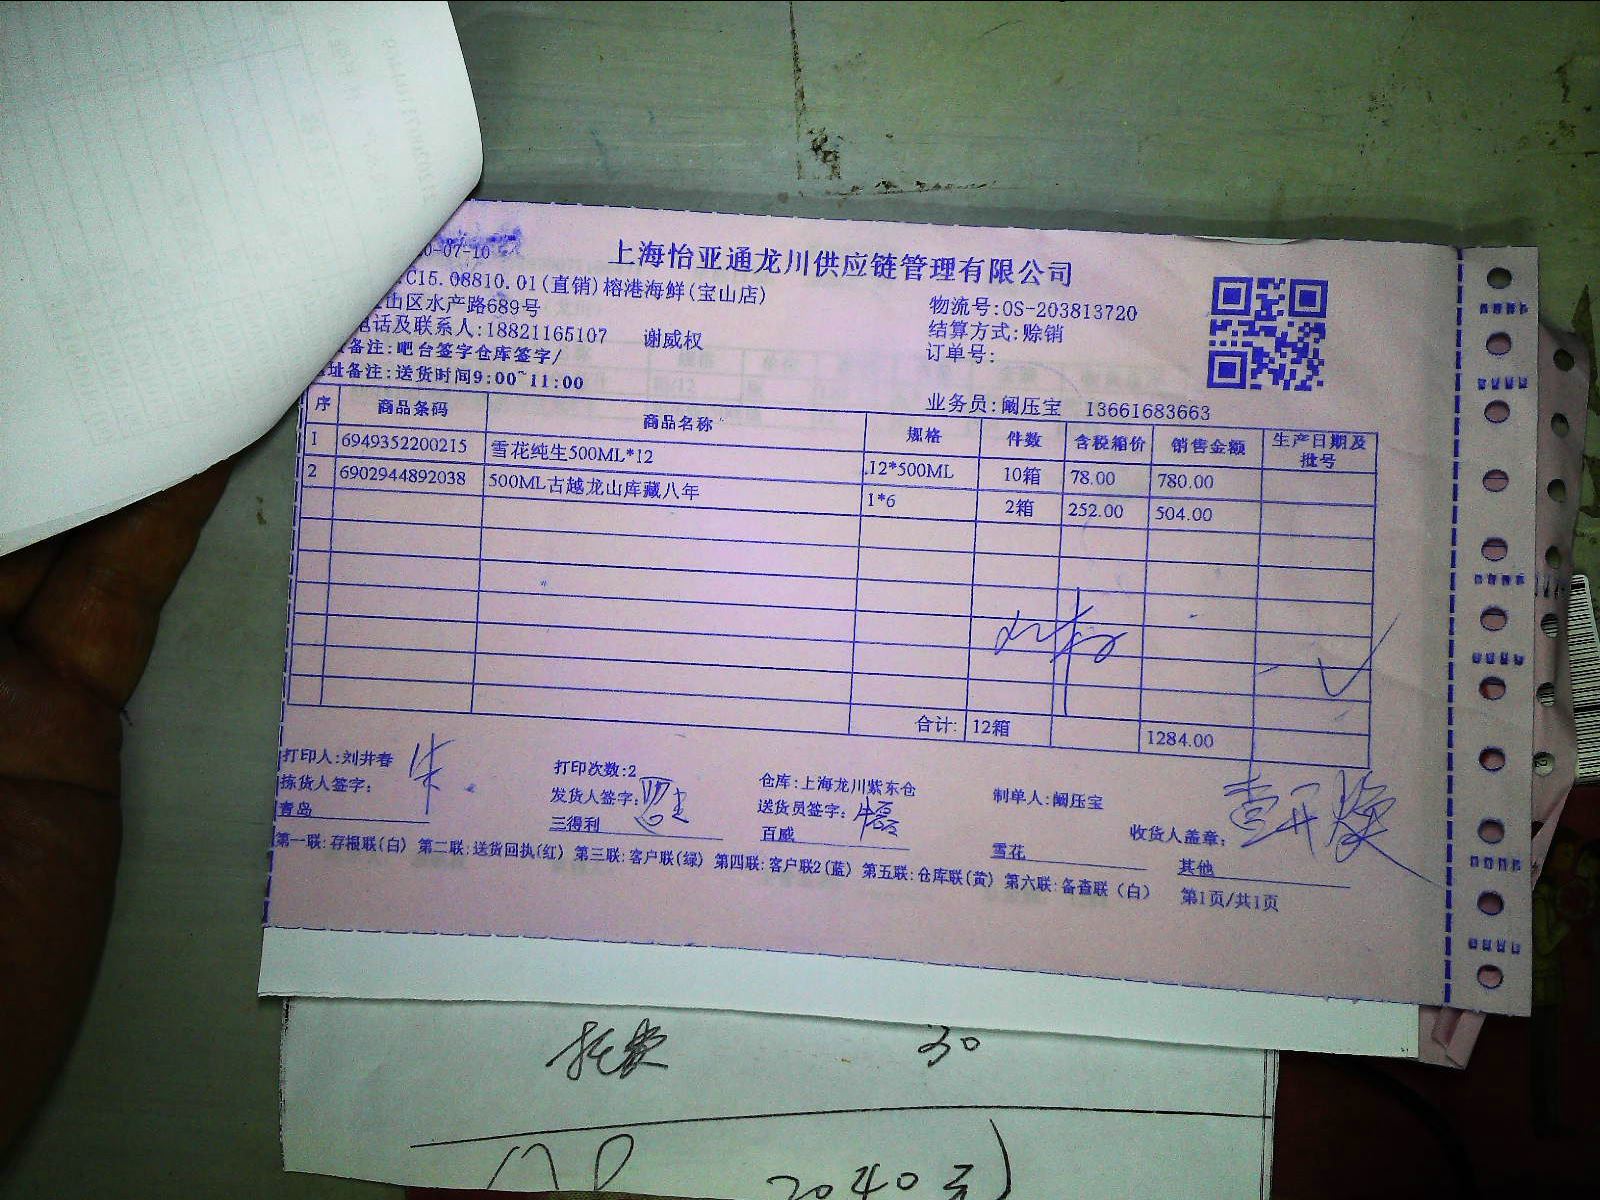 上海怡亚通龙川供应链管理有限公司
0-07-10
C15.08810.01(直销)榕港海鲜(宝山店)
山区水产路689号
电话及联系人:18821165107 谢威权
备注:吧台签字仓库签字/
址备注:送货时间9:00~11:00
物流号:OS-203813720
结算方式:赊销
订单号:
业务员:阚压宝 13661683663
序 商品条码 商品名称 规格 件数 含税箱价 销售金额 生产日期及批号
1 6949352200215 雪花纯生500ML*12 12*500ML 10箱 78.00 780.00
2 6902944892038 500ML古越龙山库藏八年 1*6 2箱 252.00 504.00
合计: 12箱 1284.00
打印人:刘井春 打印次数:2 仓库:上海龙川紫东仓 制单人:阚压宝
拣货人签字: 发货人签字: 送货员签字: 收货人盖章:
青岛 三得利 百威 雪花 其他
第一联:存根联(白) 第二联:送货回执(红) 第三联:客户联(绿) 第四联:客户联2(蓝) 第五联:仓库联(黄) 第六联:备查联(白) 第1页/共1页
30
2040元